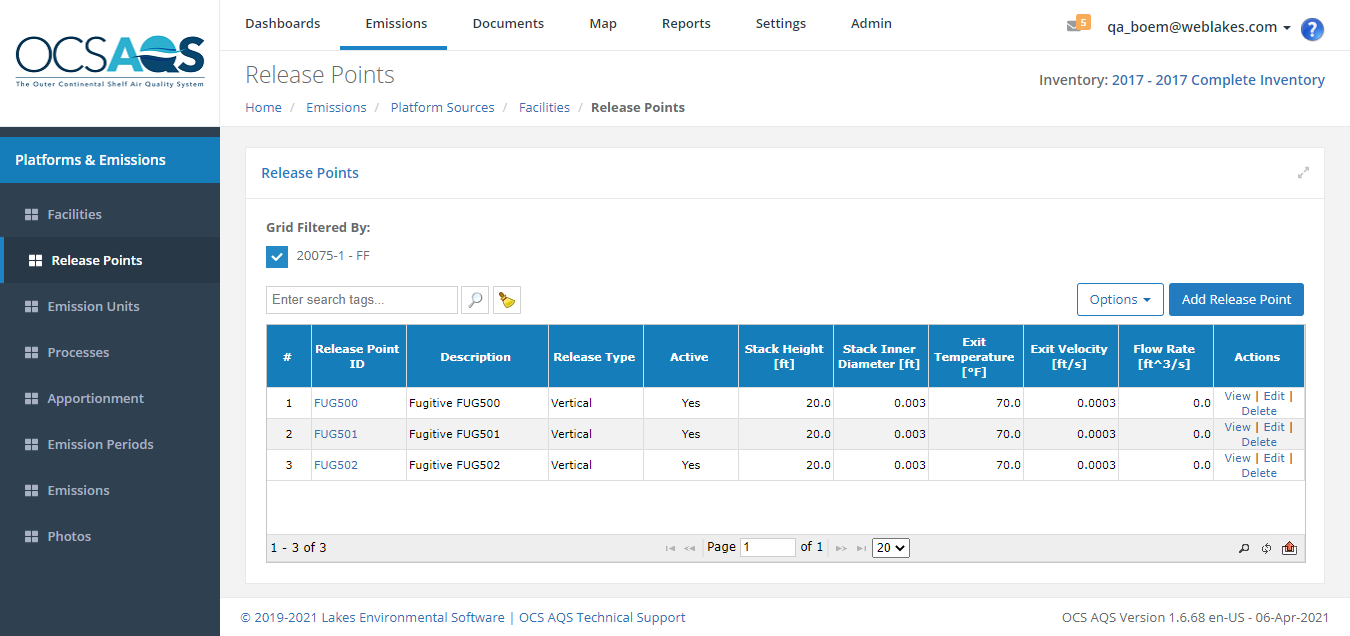 OCSAQS
The Outer Continental Shelf Air Quality System
Dashboards Emissions Documents Map Reports Settings Admin
5 qa_boem@weblakes.com ?
Release Points
Inventory: 2017 - 2017 Complete Inventory
Home / Emissions / Platform Sources / Facilities / Release Points
Platforms & Emissions
Facilities
Release Points
Emission Units
Processes
Apportionment
Emission Periods
Emissions
Photos
Release Points
Grid Filtered By:
20075-1 - FF
Enter search tags...
Options Add Release Point
# Release Point ID Description Release Type Active Stack Height [ft] Stack Inner Diameter [ft] Exit Temperature [°F] Exit Velocity [ft/s] Flow Rate [ft^3/s] Actions
1 FUG500 Fugitive FUG500 Vertical Yes 20.0 0.003 70.0 0.0003 0.0 View | Edit | Delete
2 FUG501 Fugitive FUG501 Vertical Yes 20.0 0.003 70.0 0.0003 0.0 View | Edit | Delete
3 FUG502 Fugitive FUG502 Vertical Yes 20.0 0.003 70.0 0.0003 0.0 View | Edit | Delete
1 - 3 of 3 Page 1 of 1 20
© 2019-2021 Lakes Environmental Software | OCS AQS Technical Support
OCS AQS Version 1.6.68 en-US - 06-Apr-2021